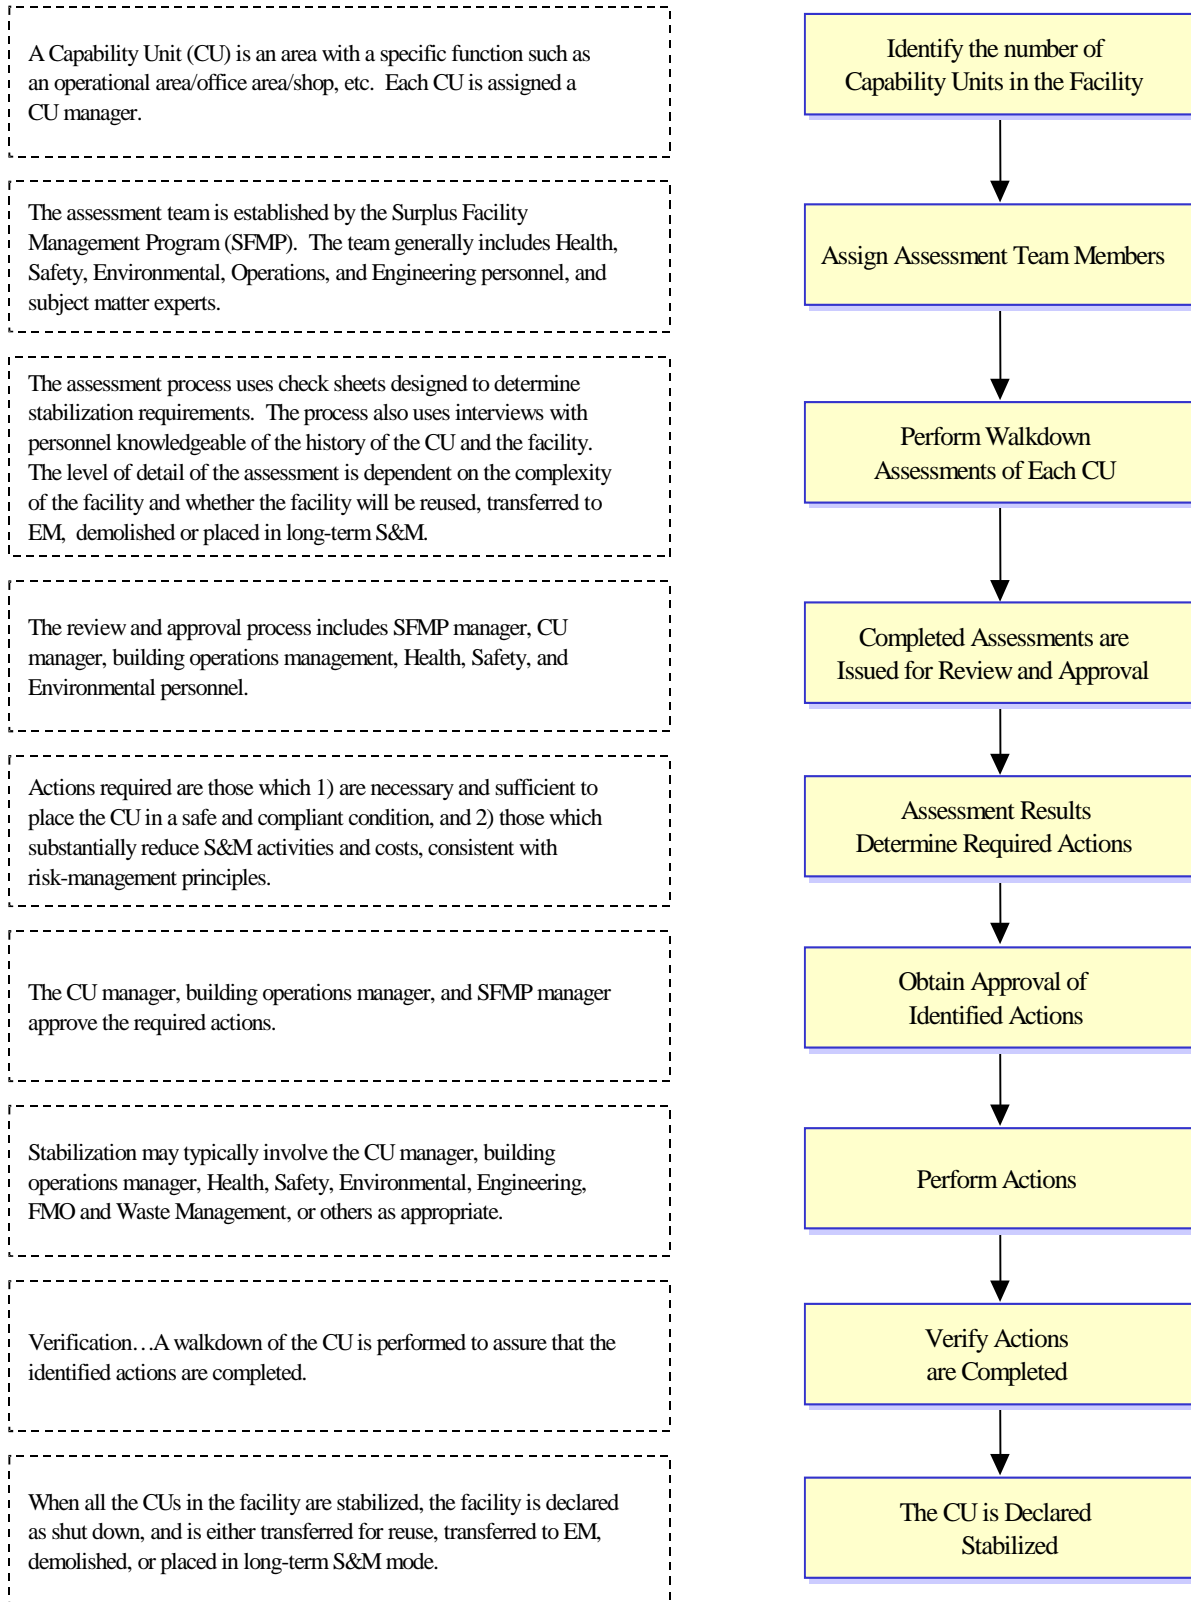 A Capability Unit (CU) is an area with a specific function such as
an operational area/office area/shop, etc.  Each CU is assigned a
CU manager.
Identify the number of
Capability Units in the Facility
The assessment team is established by the Surplus Facility
Management Program (SFMP).  The team generally includes Health,
Safety, Environmental, Operations, and Engineering personnel, and
subject matter experts.
Assign Assessment Team Members
The assessment process uses check sheets designed to determine
stabilization requirements.  The process also uses interviews with
personnel knowledgeable of the history of the CU and the facility.
The level of detail of the assessment is dependent on the complexity
of the facility and whether the facility will be reused, transferred to
EM,  demolished or placed in long-term S&M.
Perform Walkdown
Assessments of Each CU
The review and approval process includes SFMP manager, CU
manager, building operations management, Health, Safety, and
Environmental personnel.
Completed Assessments are
Issued for Review and Approval
Actions required are those which 1) are necessary and sufficient to
place the CU in a safe and compliant condition, and 2) those which
substantially reduce S&M activities and costs, consistent with
risk-management principles.
Assessment Results
Determine Required Actions
The CU manager, building operations manager, and SFMP manager
approve the required actions.
Obtain Approval of
Identified Actions
Stabilization may typically involve the CU manager, building
operations manager, Health, Safety, Environmental, Engineering,
FMO and Waste Management, or others as appropriate.
Perform Actions
Verification…A walkdown of the CU is performed to assure that the
identified actions are completed.
Verify Actions
are Completed
When all the CUs in the facility are stabilized, the facility is declared
as shut down, and is either transferred for reuse, transferred to EM,
demolished, or placed in long-term S&M mode.
The CU is Declared
Stabilized